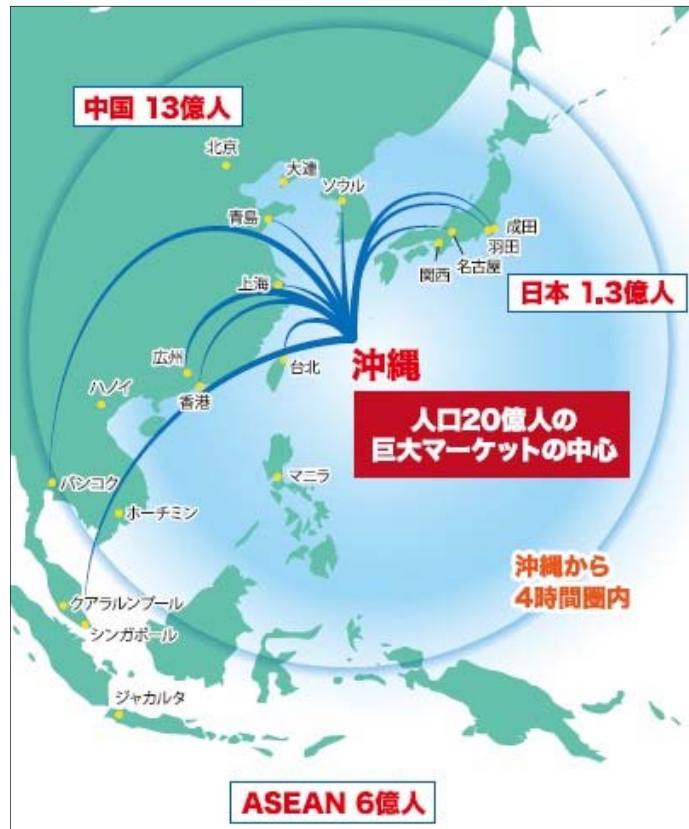 中国 13億人
北京
大連
ソウル
青島
成田
羽田
名古屋
関西
上海
日本 1.3億人
広州
台北
沖縄
香港
ハノイ
人口20億人の
巨大マーケットの中心
バンコク
マニラ
ホーチミン
沖縄から
4時間圏内
クアラルンプール
シンガポール
ジャカルタ
ASEAN 6億人